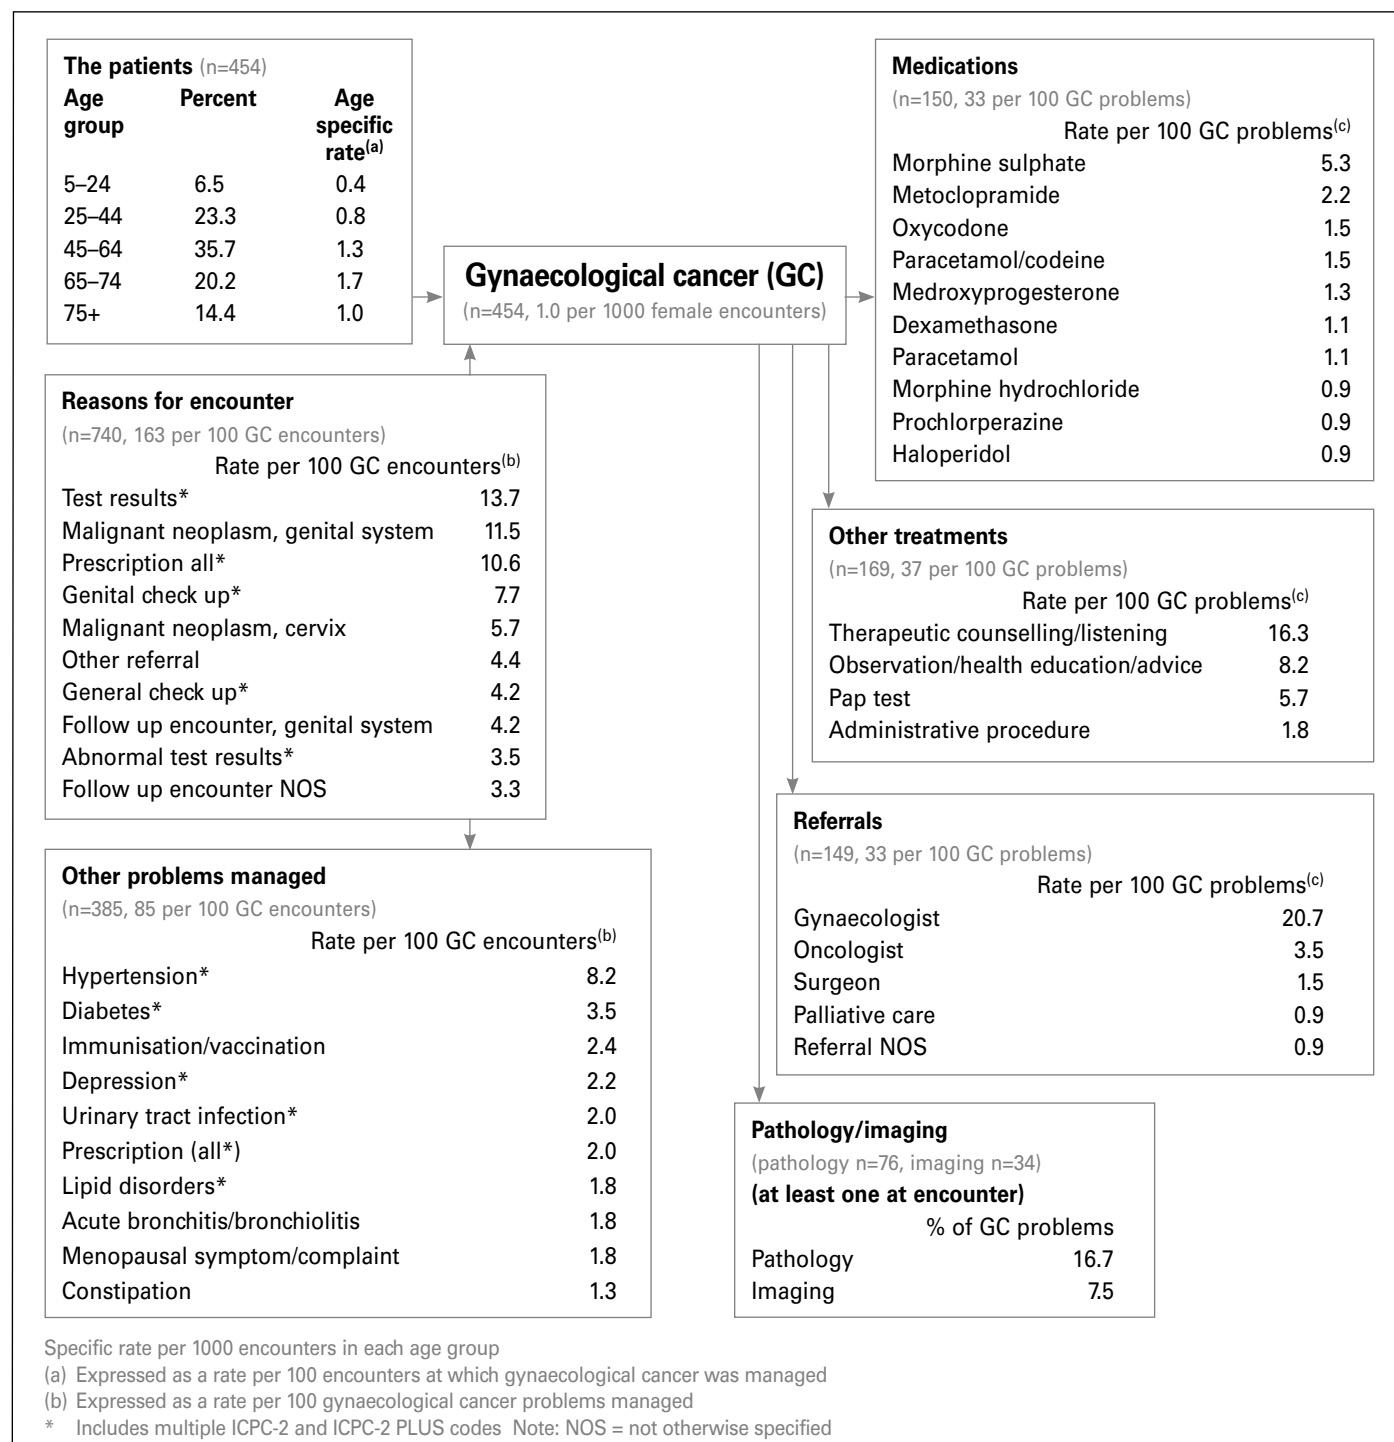 The patients (n=454)
Age group Percent Age specific rate(a)
5–24 6.5 0.4
25–44 23.3 0.8
45–64 35.7 1.3
65–74 20.2 1.7
75+ 14.4 1.0
Gynaecological cancer (GC)
(n=454, 1.0 per 1000 female encounters)
Reasons for encounter
(n=740, 163 per 100 GC encounters)
Rate per 100 GC encounters(b)
Test results* 13.7
Malignant neoplasm, genital system 11.5
Prescription all* 10.6
Genital check up* 7.7
Malignant neoplasm, cervix 5.7
Other referral 4.4
General check up* 4.2
Follow up encounter, genital system 4.2
Abnormal test results* 3.5
Follow up encounter NOS 3.3
Other problems managed
(n=385, 85 per 100 GC encounters)
Rate per 100 GC encounters(b)
Hypertension* 8.2
Diabetes* 3.5
Immunisation/vaccination 2.4
Depression* 2.2
Urinary tract infection* 2.0
Prescription (all*) 2.0
Lipid disorders* 1.8
Acute bronchitis/bronchiolitis 1.8
Menopausal symptom/complaint 1.8
Constipation 1.3
Medications
(n=150, 33 per 100 GC problems)
Rate per 100 GC problems(c)
Morphine sulphate 5.3
Metoclopramide 2.2
Oxycodone 1.5
Paracetamol/codeine 1.5
Medroxyprogesterone 1.3
Dexamethasone 1.1
Paracetamol 1.1
Morphine hydrochloride 0.9
Prochlorperazine 0.9
Haloperidol 0.9
Other treatments
(n=169, 37 per 100 GC problems)
Rate per 100 GC problems(c)
Therapeutic counselling/listening 16.3
Observation/health education/advice 8.2
Pap test 5.7
Administrative procedure 1.8
Referrals
(n=149, 33 per 100 GC problems)
Rate per 100 GC problems(c)
Gynaecologist 20.7
Oncologist 3.5
Surgeon 1.5
Palliative care 0.9
Referral NOS 0.9
Pathology/imaging
(pathology n=76, imaging n=34)
(at least one at encounter)
% of GC problems
Pathology 16.7
Imaging 7.5
Specific rate per 1000 encounters in each age group
(a) Expressed as a rate per 100 encounters at which gynaecological cancer was managed
(b) Expressed as a rate per 100 gynaecological cancer problems managed
* Includes multiple ICPC-2 and ICPC-2 PLUS codes Note: NOS = not otherwise specified